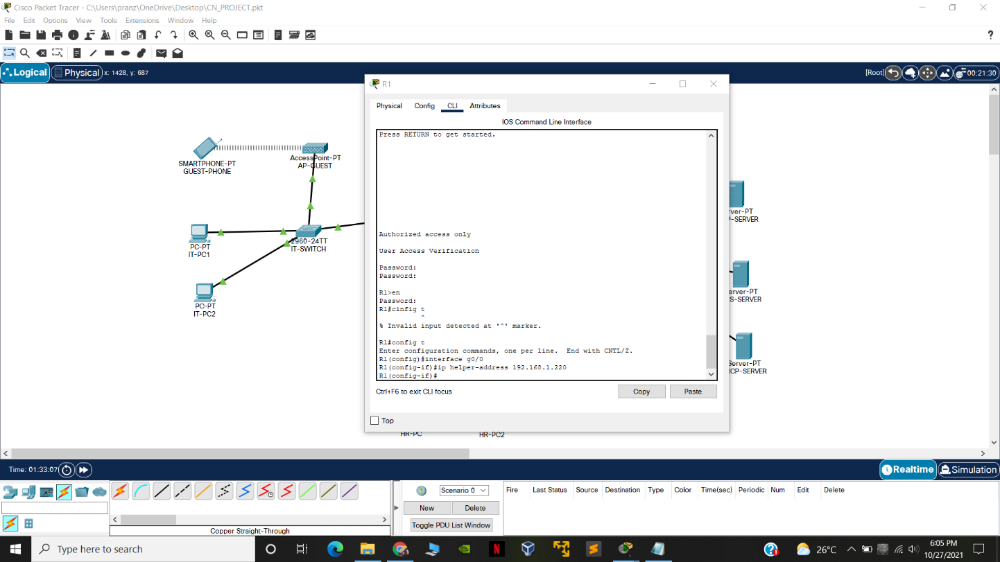 Cisco Packet Tracer - C:\Users\pranz\OneDrive\Desktop\CN_PROJECT.pkt
File Edit Options View Tools Extensions Window Help
?
Logical Physical x: 1428, y: 687
[Root] 00:21:30
SMARTPHONE-PT
GUEST-PHONE
AccessPoint-PT
AP-GUEST
PC-PT
IT-PC1
2960-24TT
IT-SWITCH
PC-PT
IT-PC2
R1
Physical Config CLI Attributes
IOS Command Line Interface
Press RETURN to get started.
Authorized access only
User Access Verification
Password:
Password:
R1>en
Password:
R1#cinfig t
^
% Invalid input detected at '^' marker.
R1#config t
Enter configuration commands, one per line.  End with CNTL/Z.
R1(config)#interface g0/0
R1(config-if)#ip helper-address 192.168.1.220
R1(config-if)#
Ctrl+F6 to exit CLI focus
Copy Paste
Top
rver-PT
P-SERVER
erver-PT
S-SERVER
Server-PT
CP-SERVER
HR-PC HR-PC2
Time: 01:33:07
Realtime Simulation
Copper Straight-Through
Scenario 0
New Delete
Toggle PDU List Window
Fire Last Status Source Destination Type Color Time(sec) Periodic Num Edit Delete
Type here to search
26°C
6:05 PM
10/27/2021